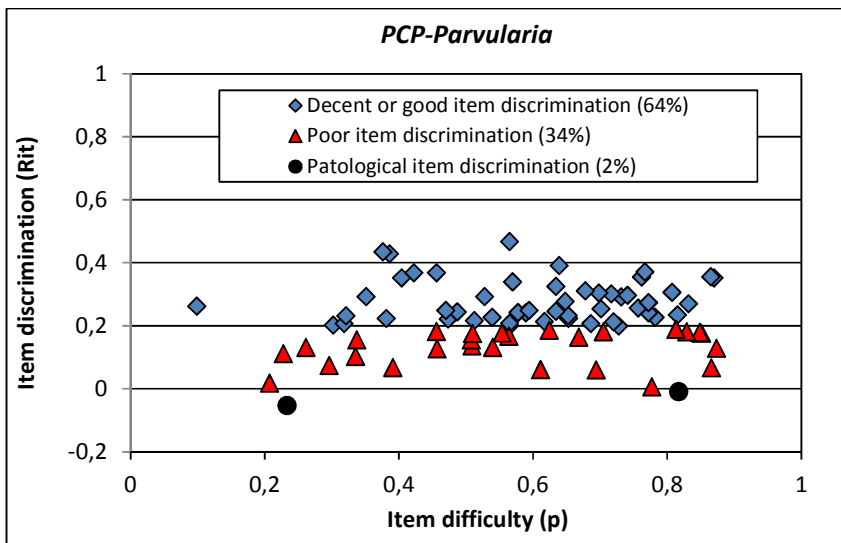 PCP-Parvularia
Item discrimination (Rit)
1
0,8
0,6
0,4
0,2
0
-0,2
Decent or good item discrimination (64%)
Poor item discrimination (34%)
Patological item discrimination (2%)
0
0,2
0,4
0,6
0,8
1
Item difficulty (p)